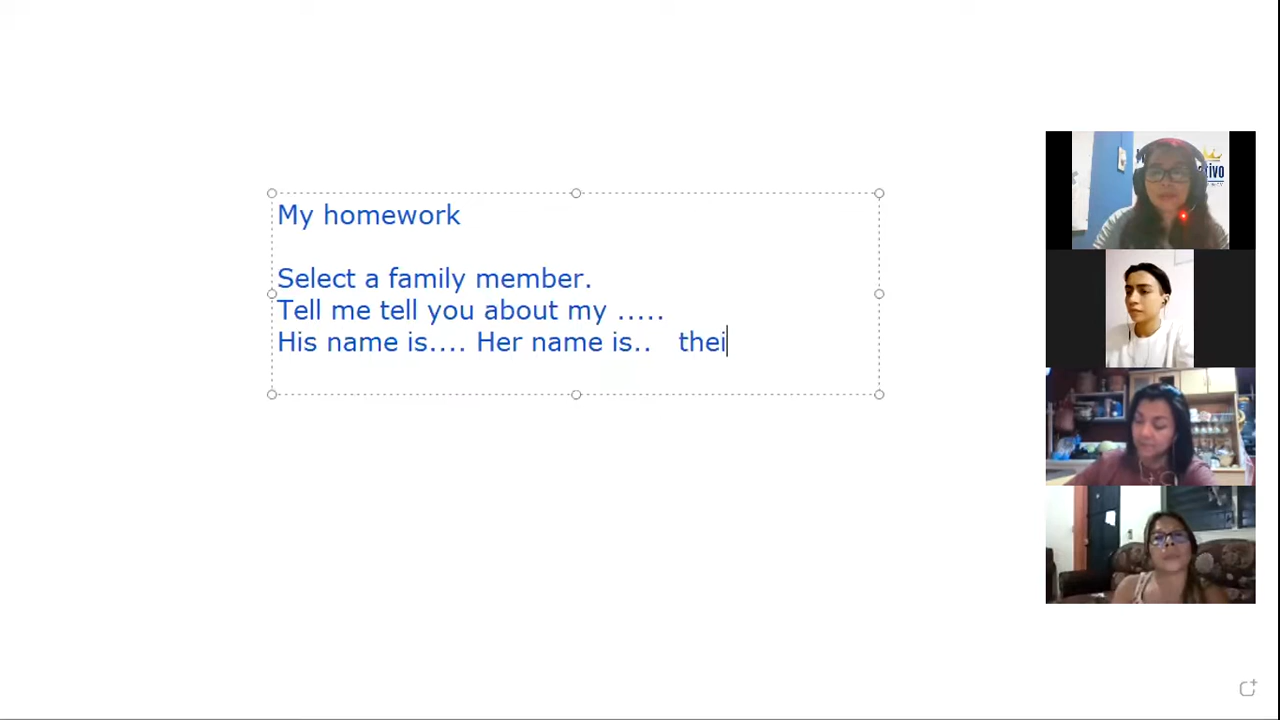 My homework
Select a family member.
Tell me tell you about my .....
His name is.... Her name is..   thei